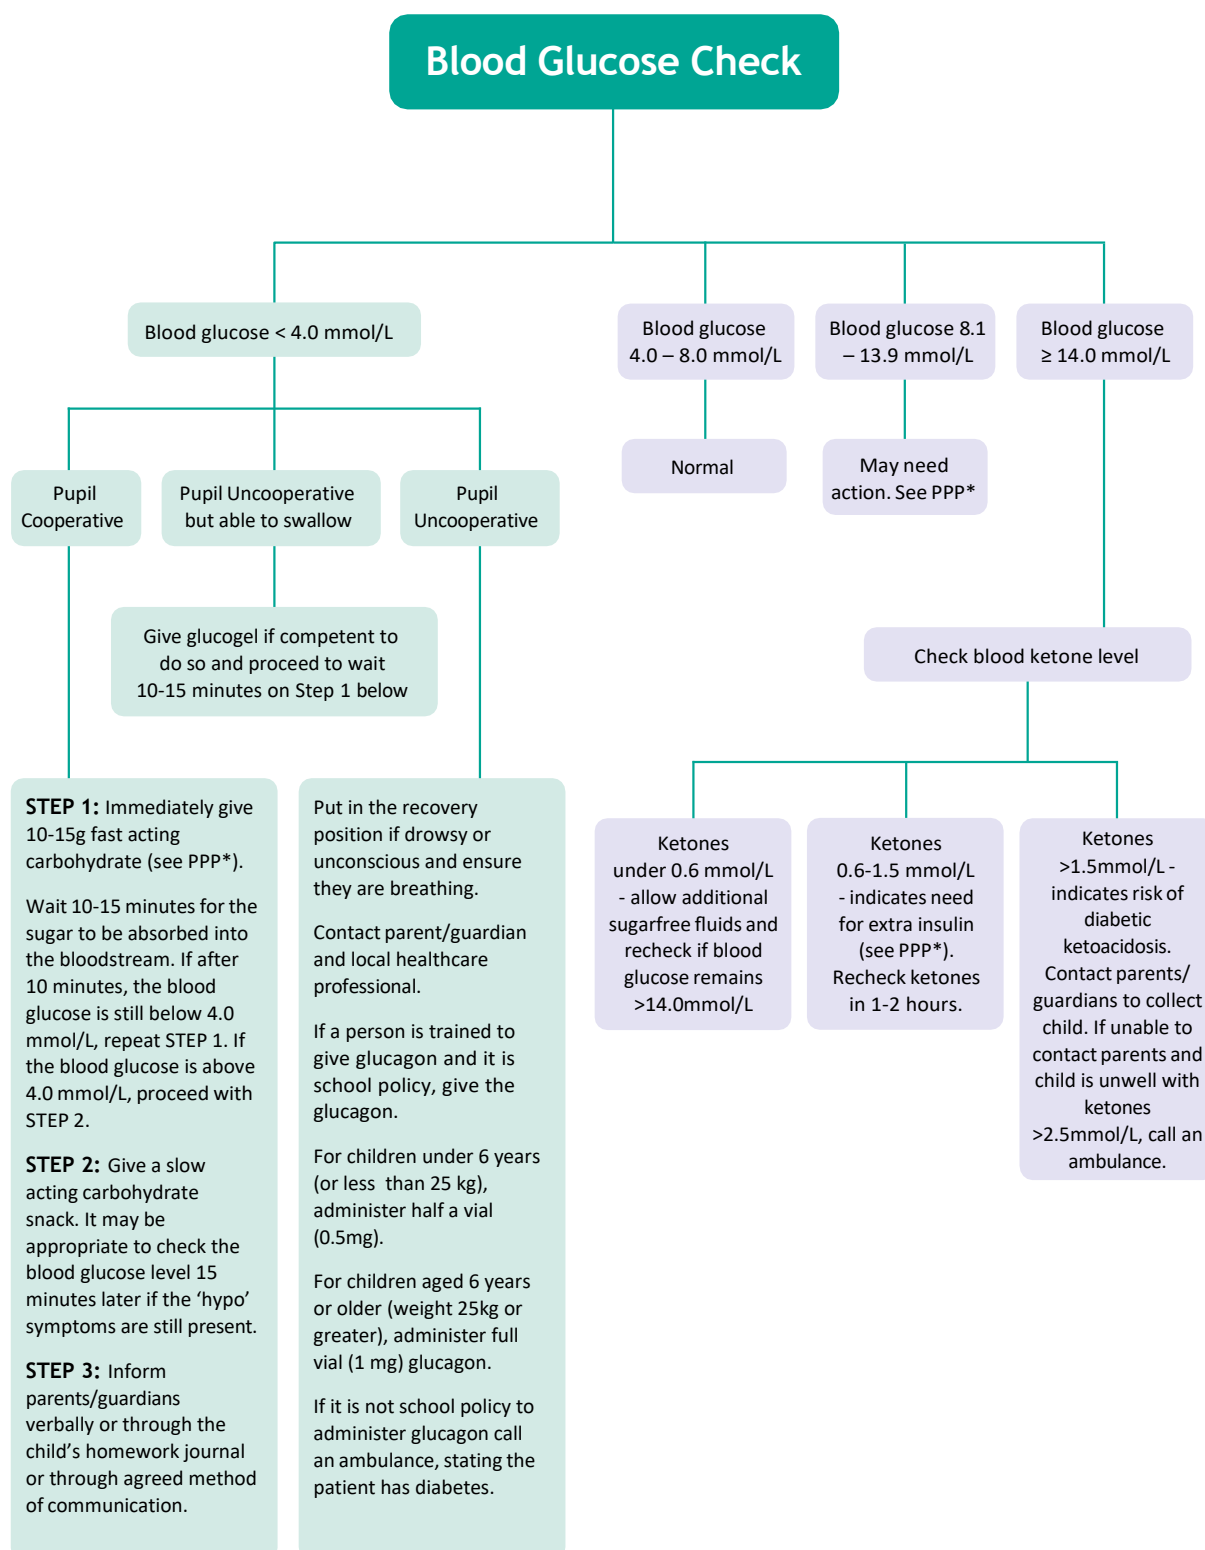 Blood Glucose Check
Blood glucose < 4.0 mmol/L
Blood glucose
4.0 – 8.0 mmol/L
Blood glucose 8.1
– 13.9 mmol/L
Blood glucose
≥ 14.0 mmol/L
Normal
May need
action. See PPP*
Pupil
Cooperative
Pupil Uncooperative
but able to swallow
Pupil
Uncooperative
Give glucogel if competent to
do so and proceed to wait
10-15 minutes on Step 1 below
Check blood ketone level
STEP 1: Immediately give
10-15g fast acting
carbohydrate (see PPP*).
Wait 10-15 minutes for the
sugar to be absorbed into
the bloodstream. If after
10 minutes, the blood
glucose is still below 4.0
mmol/L, repeat STEP 1. If
the blood glucose is above
4.0 mmol/L, proceed with
STEP 2.
STEP 2: Give a slow
acting carbohydrate
snack. It may be
appropriate to check the
blood glucose level 15
minutes later if the ‘hypo’
symptoms are still present.
STEP 3: Inform
parents/guardians
verbally or through the
child’s homework journal
or through agreed method
of communication.
Put in the recovery
position if drowsy or
unconscious and ensure
they are breathing.
Contact parent/guardian
and local healthcare
professional.
If a person is trained to
give glucagon and it is
school policy, give the
glucagon.
For children under 6 years
(or less than 25 kg),
administer half a vial
(0.5mg).
For children aged 6 years
or older (weight 25kg or
greater), administer full
vial (1 mg) glucagon.
If it is not school policy to
administer glucagon call
an ambulance, stating the
patient has diabetes.
Ketones
under 0.6 mmol/L
- allow additional
sugarfree fluids and
recheck if blood
glucose remains
>14.0mmol/L
Ketones
0.6-1.5 mmol/L
- indicates need
for extra insulin
(see PPP*).
Recheck ketones
in 1-2 hours.
Ketones
>1.5mmol/L -
indicates risk of
diabetic
ketoacidosis.
Contact parents/
guardians to collect
child. If unable to
contact parents and
child is unwell with
ketones
>2.5mmol/L, call an
ambulance.